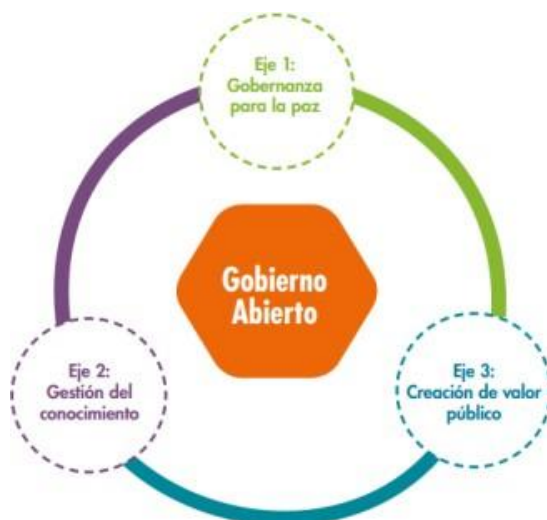 Eje 1:
Gobernanza
para la paz
Gobierno
Abierto
Eje 2:
Gestión del
conocimiento
Eje 3:
Creación de valor
público